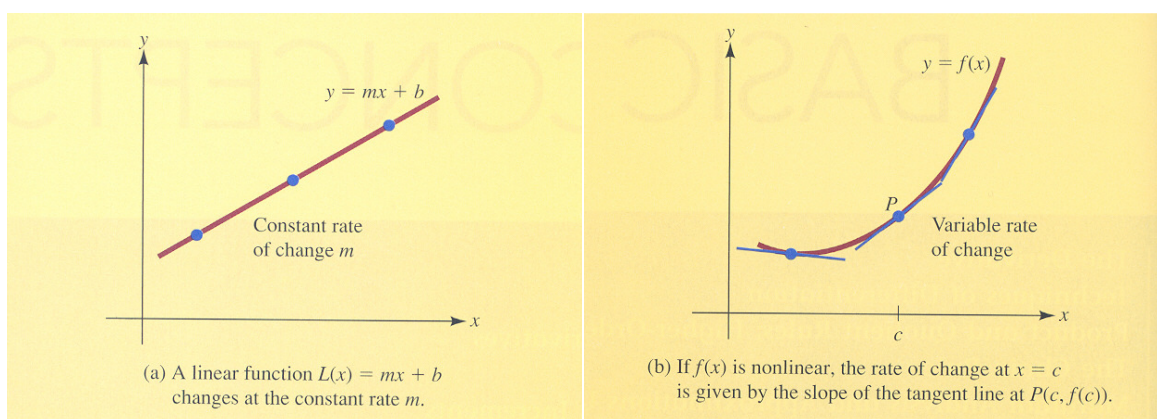 y
y = mx + b
Constant rate
of change m
x
(a) A linear function L(x) = mx + b
changes at the constant rate m.
y
y = f(x)
P
Variable rate
of change
x
c
(b) If f(x) is nonlinear, the rate of change at x = c
is given by the slope of the tangent line at P(c, f(c)).